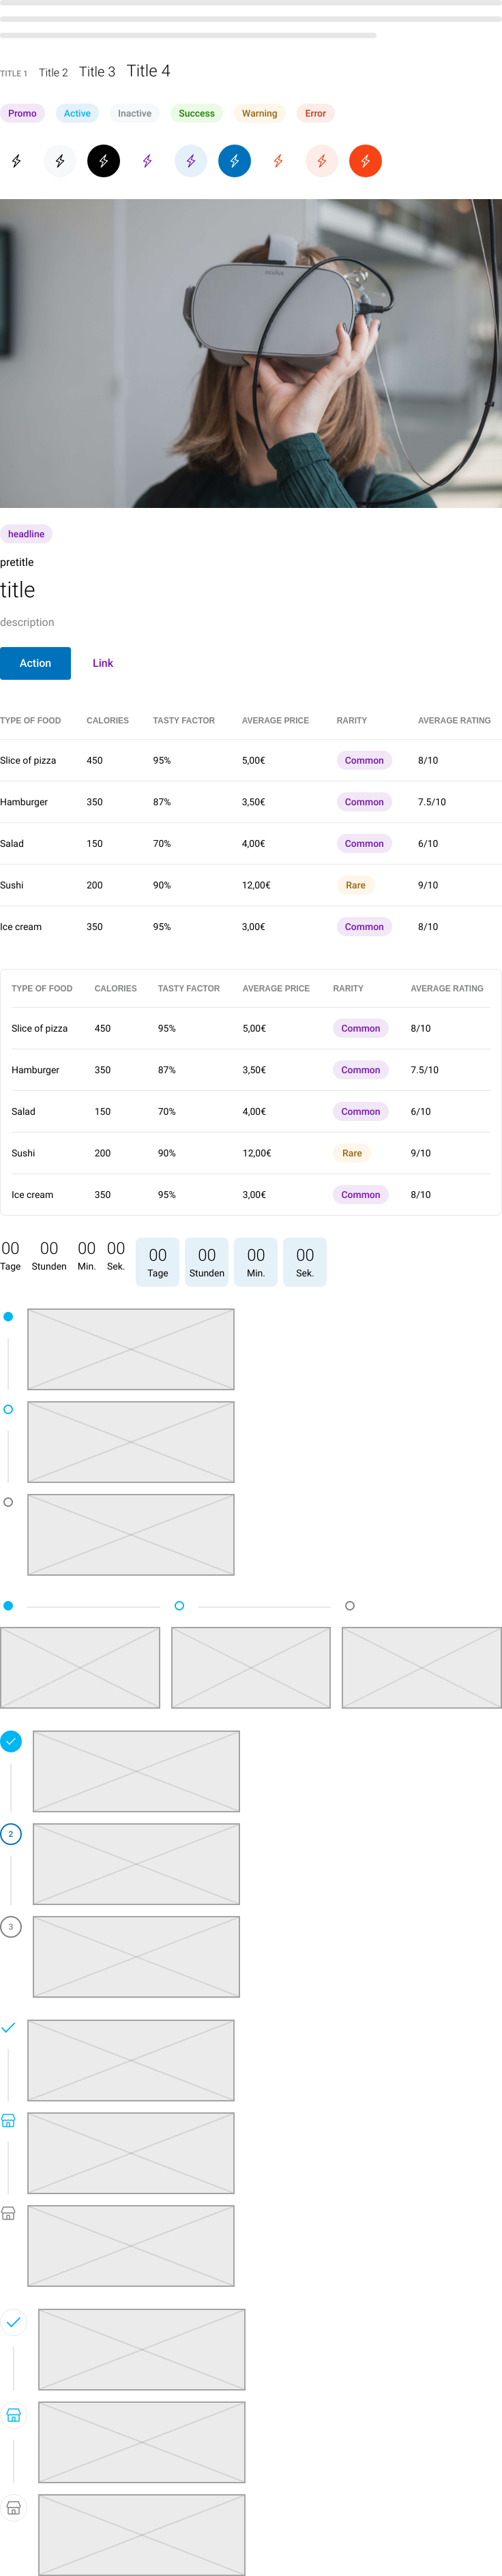 TITLE 1 Title 2 Title 3 Title 4
Promo Active Inactive Success Warning Error
oculus
headline
pretitle
title
description
Action Link
TYPE OF FOOD CALORIES TASTY FACTOR AVERAGE PRICE RARITY AVERAGE RATING
Slice of pizza 450 95% 5,00€ Common 8/10
Hamburger 350 87% 3,50€ Common 7.5/10
Salad 150 70% 4,00€ Common 6/10
Sushi 200 90% 12,00€ Rare 9/10
Ice cream 350 95% 3,00€ Common 8/10
TYPE OF FOOD CALORIES TASTY FACTOR AVERAGE PRICE RARITY AVERAGE RATING
Slice of pizza 450 95% 5,00€ Common 8/10
Hamburger 350 87% 3,50€ Common 7.5/10
Salad 150 70% 4,00€ Common 6/10
Sushi 200 90% 12,00€ Rare 9/10
Ice cream 350 95% 3,00€ Common 8/10
00 00 00 00 00 00 00 00
Tage Stunden Min. Sek. Tage Stunden Min. Sek.
2
3